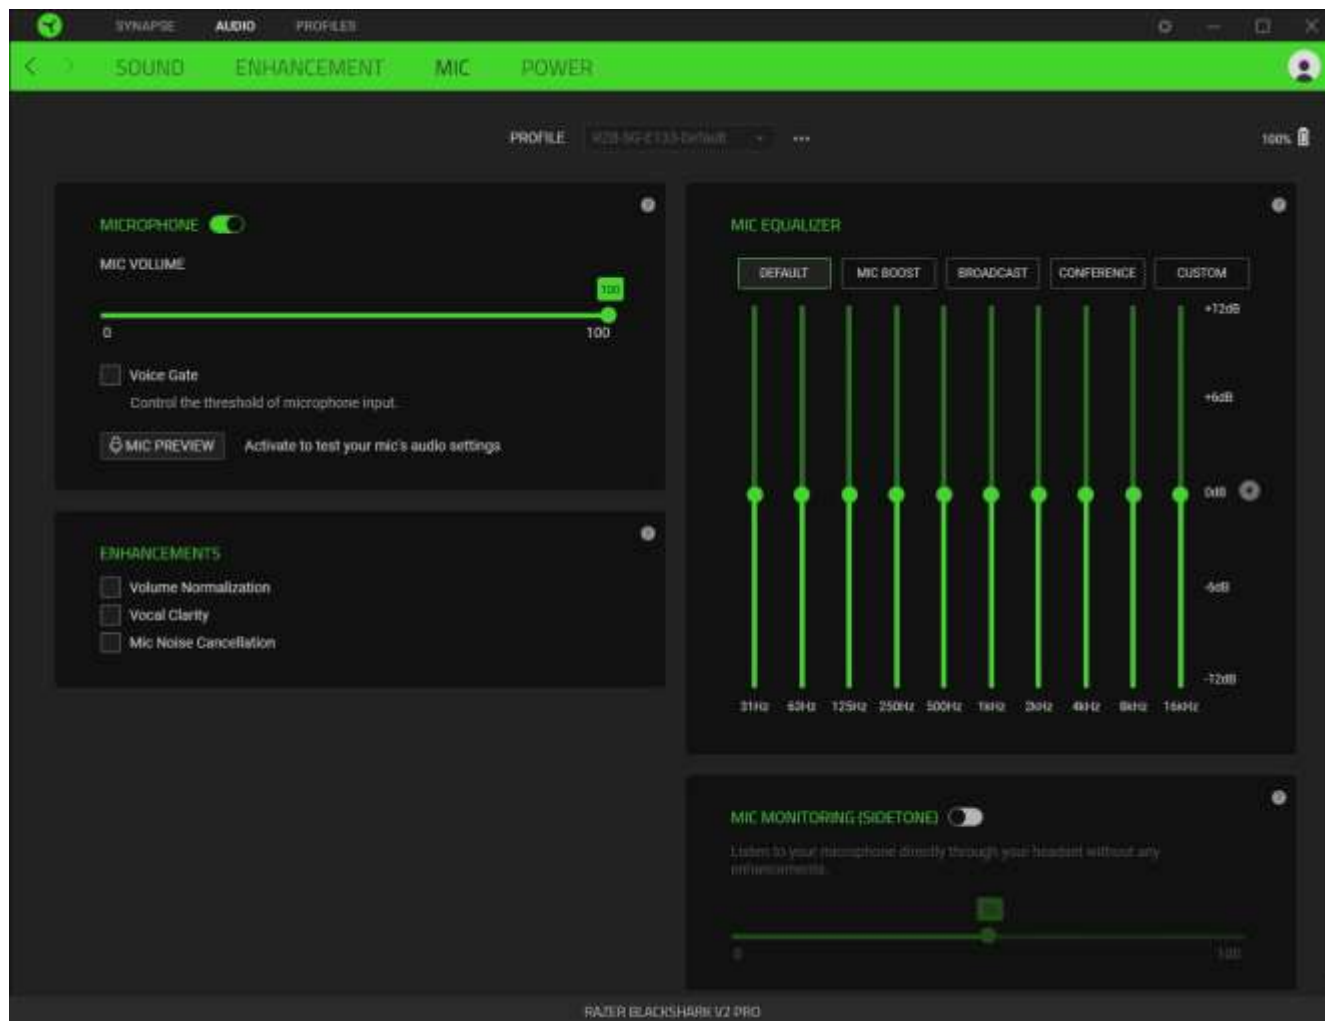 SYNAPSE AUDIO PROFILES
SOUND ENHANCEMENT MIC POWER
PROFILE
100%
MICROPHONE
MIC VOLUME
100
0 100
Voice Gate
Control the threshold of microphone input.
MIC PREVIEW Activate to test your mic's audio settings
ENHANCEMENTS
Volume Normalization
Vocal Clarity
Mic Noise Cancellation
MIC EQUALIZER
DEFAULT MIC BOOST BROADCAST CONFERENCE CUSTOM
+12dB
+6dB
0dB
-6dB
-12dB
31Hz 63Hz 125Hz 250Hz 500Hz 1kHz 2kHz 4kHz 8kHz 16kHz
MIC MONITORING (SIDETONE)
Listen to your microphone directly through your headset without any
enhancements.
0 100
RAZER BLACKSHARK V2 PRO